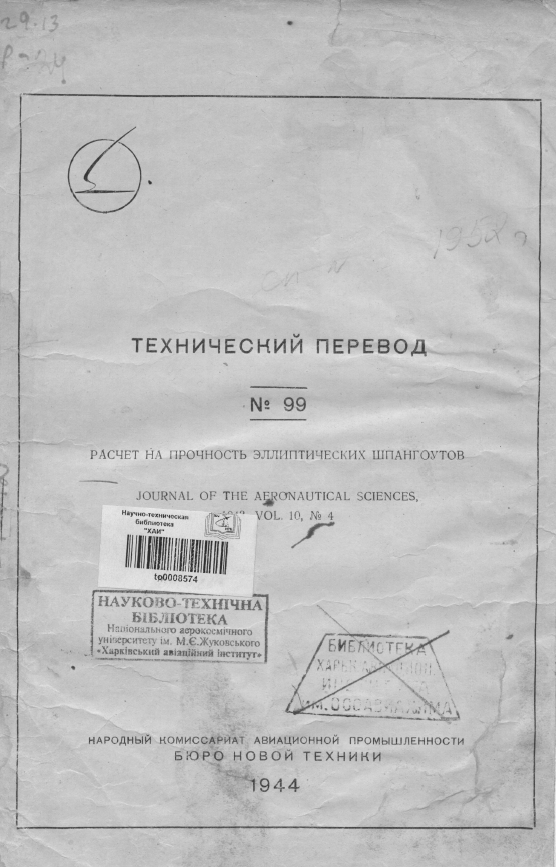 29.13
ТЕХНИЧЕСКИЙ ПЕРЕВОД
№ 99
РАСЧЕТ НА ПРОЧНОСТЬ ЭЛЛИПТИЧЕСКИХ ШПАНГОУТОВ
JOURNAL OF THE AERONAUTICAL SCIENCES,
VOL. 10, № 4
Научно-техническая
библиотека
"ХАИ"
to0008574
НАУКОВО-ТЕХНІЧНА
БІБЛІОТЕКА
Національного аерокосмічного
університету ім. М.Є.Жуковського
«Харківський авіаційний інститут»
БИБЛИОТЕКА
НАРОДНЫЙ КОМИССАРИАТ АВИАЦИОННОЙ ПРОМЫШЛЕННОСТИ
БЮРО НОВОЙ ТЕХНИКИ
1944